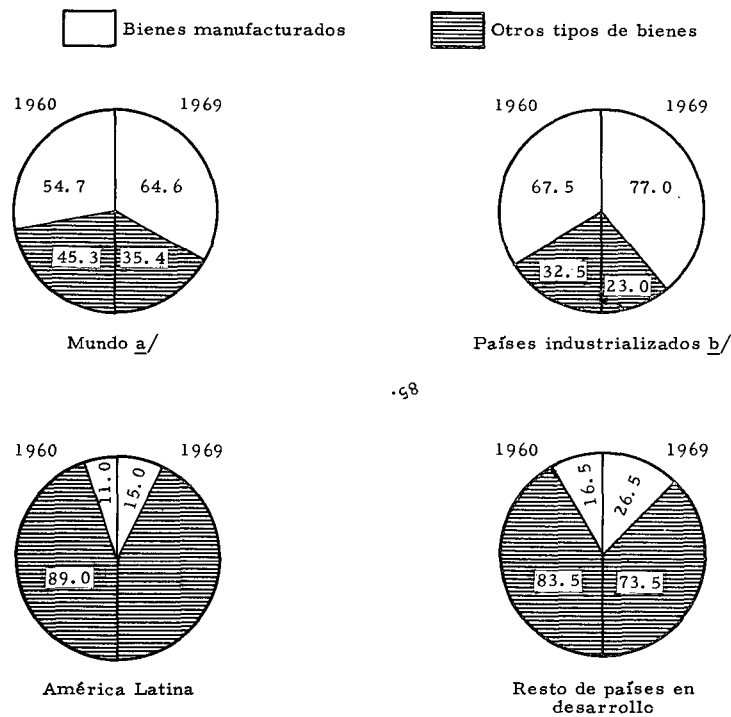 Bienes manufacturados
Otros tipos de bienes
1960 1969
54.7 64.6
45.3 35.4
Mundo a/
1960 1969
67.5 77.0
32.5 23.0
Países industrializados b/
85.
1960 1969
11.0 15.0
89.0
América Latina
1960 1969
16.5 26.5
83.5 73.5
Resto de países en
desarrollo